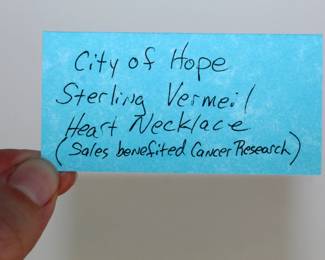 City of Hope
Sterling Vermeil
Heart Necklace
(Sales benefited Cancer Research)